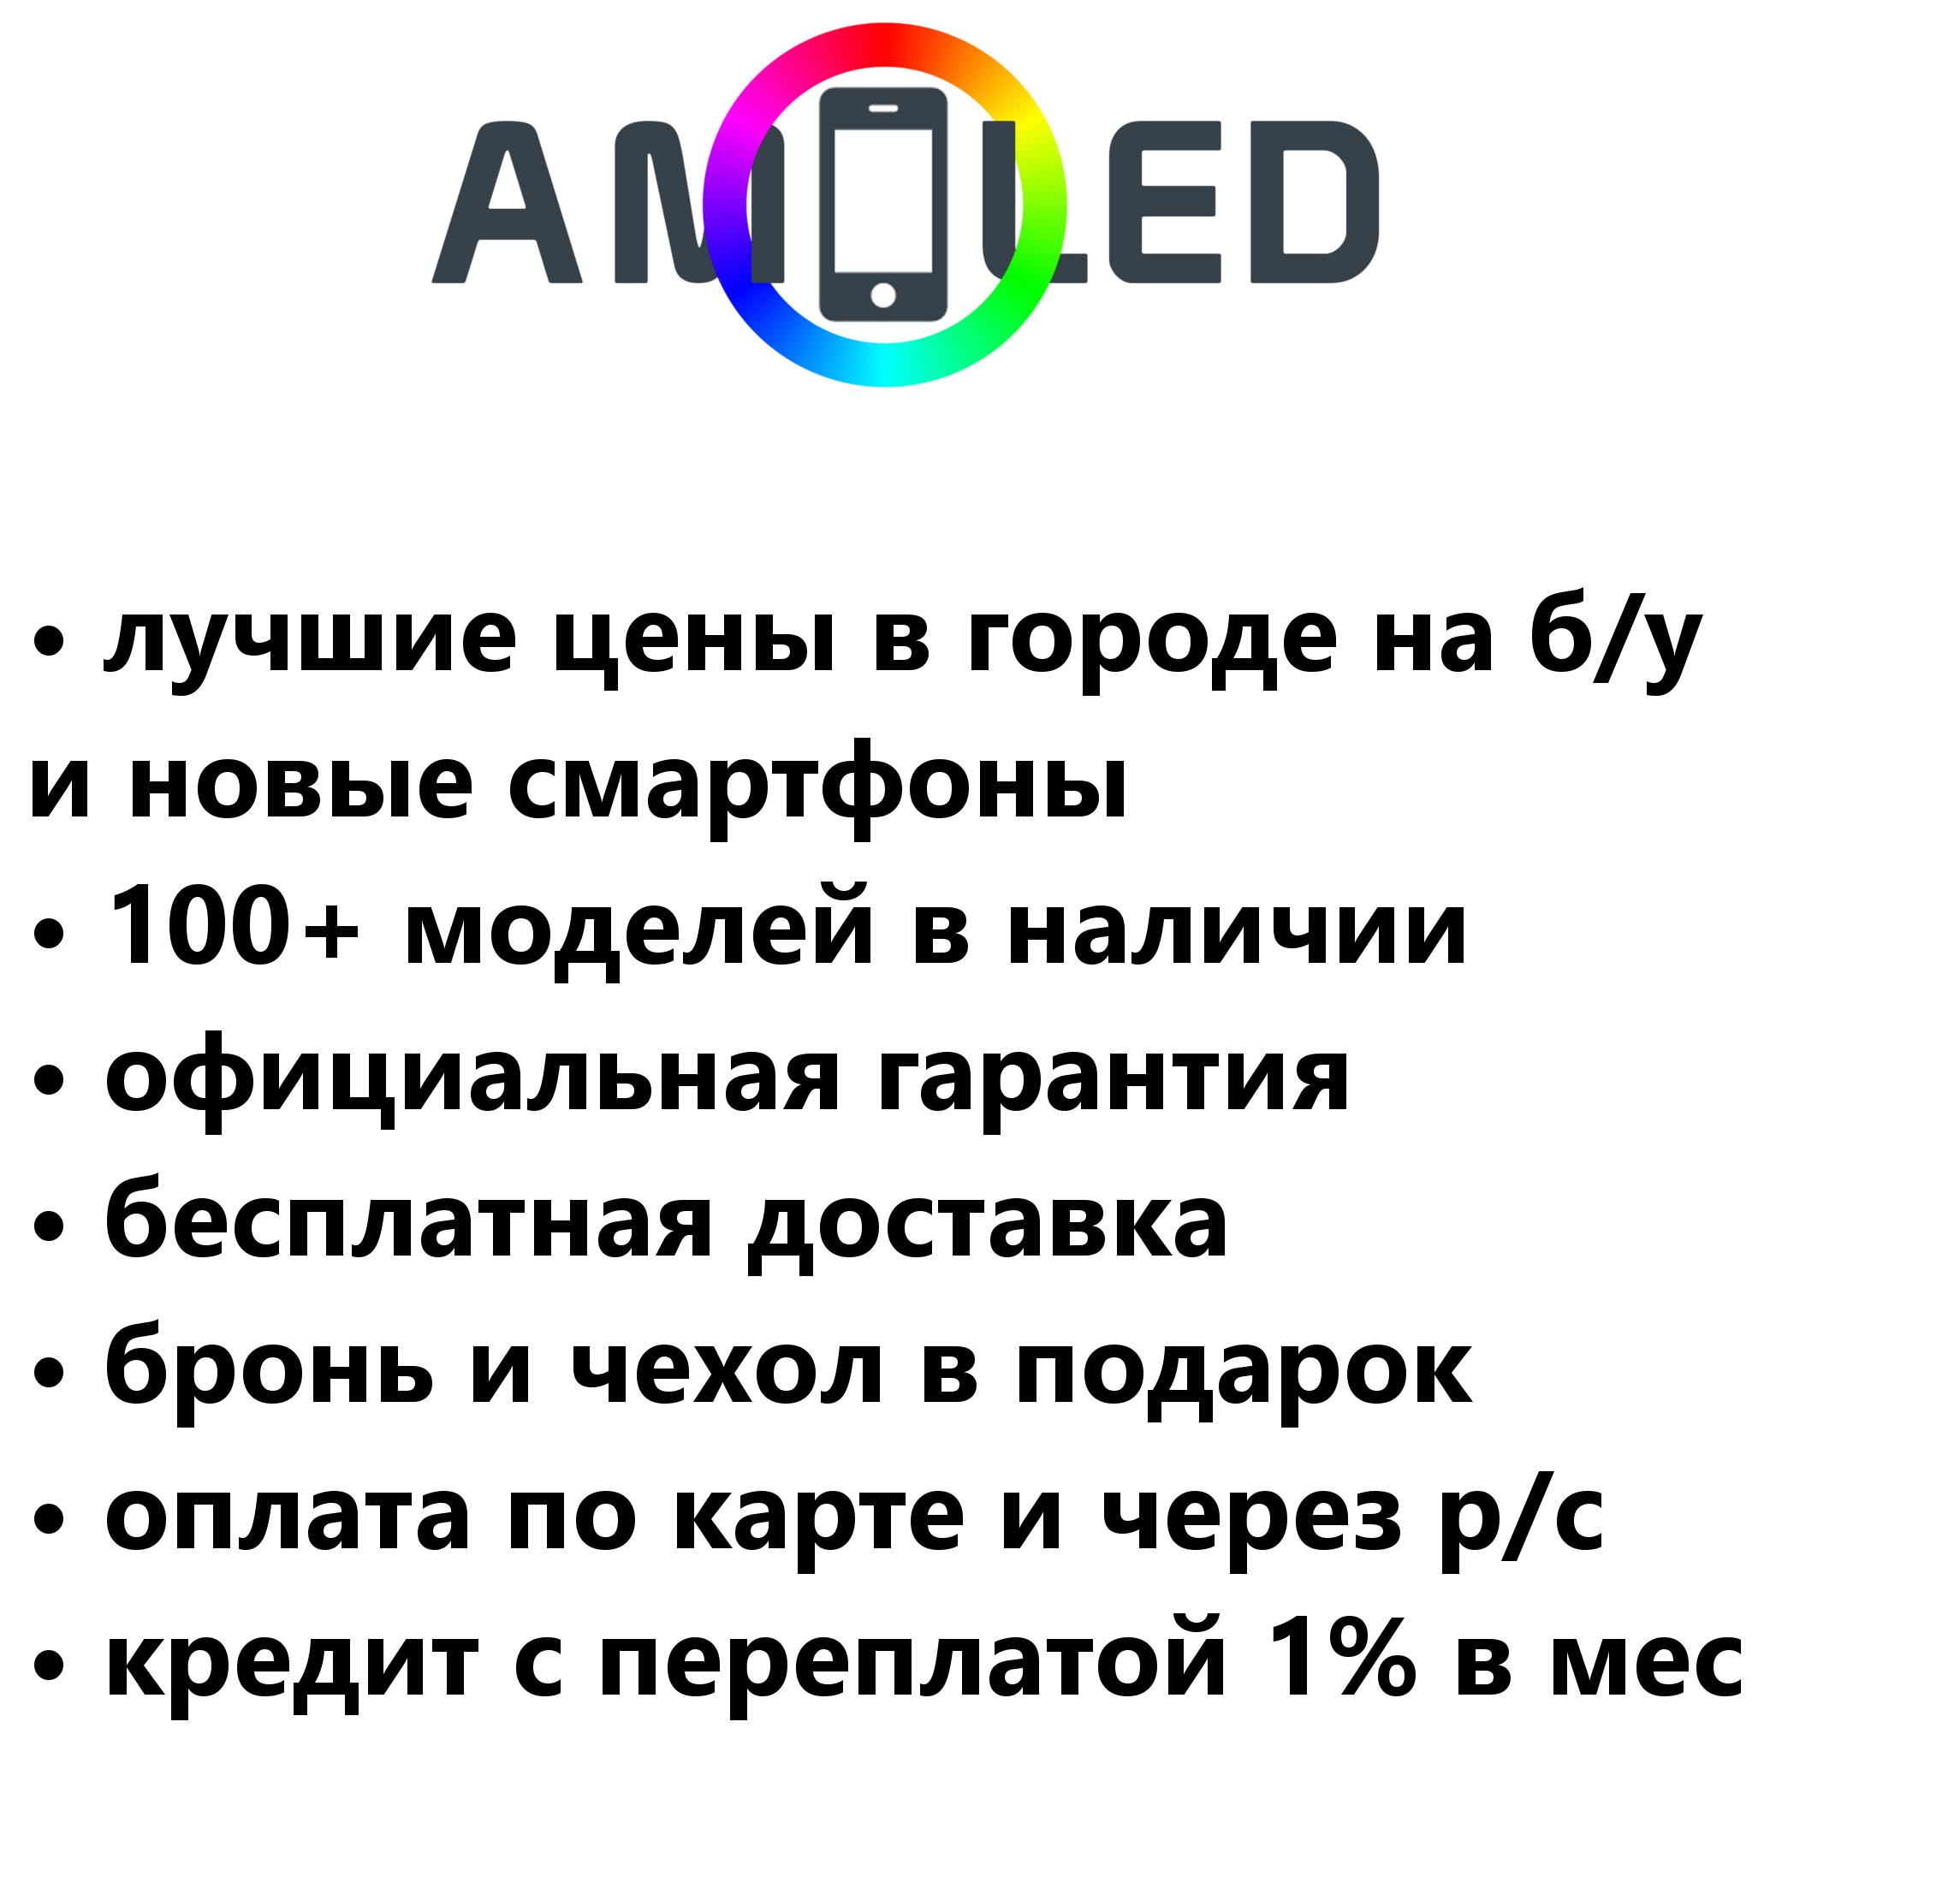 AMOLED
• лучшие цены в городе на б/у
и новые смартфоны
• 100+ моделей в наличии
• официальная гарантия
• бесплатная доставка
• бронь и чехол в подарок
• оплата по карте и через р/с
• кредит с переплатой 1% в мес